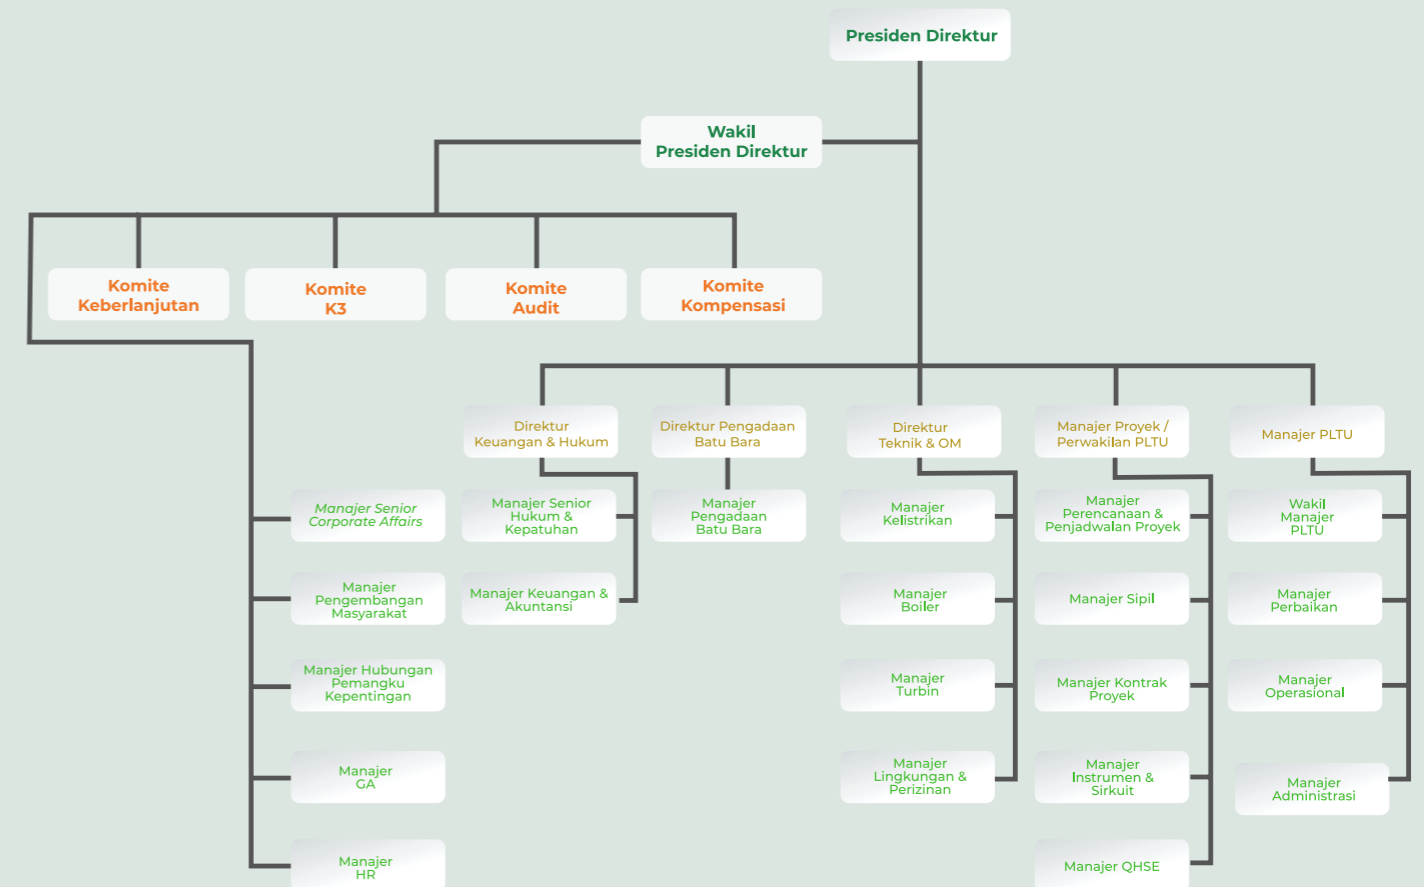 Presiden Direktur
Wakil
Presiden Direktur
Komite
Keberlanjutan
Komite
K3
Komite
Audit
Komite
Kompensasi
Direktur
Keuangan & Hukum
Direktur Pengadaan
Batu Bara
Direktur
Teknik & OM
Manajer Proyek /
Perwakilan PLTU
Manajer PLTU
Manajer Senior
Corporate Affairs
Manajer
Pengembangan
Masyarakat
Manajer Hubungan
Pemangku
Kepentingan
Manajer
GA
Manajer
HR
Manajer Senior
Hukum &
Kepatuhan
Manajer Keuangan &
Akuntansi
Manajer
Pengadaan
Batu Bara
Manajer
Kelistrikan
Manajer
Boiler
Manajer
Turbin
Manajer
Lingkungan &
Perizinan
Manajer
Perencanaan &
Penjadwalan Proyek
Manajer Sipil
Manajer Kontrak
Proyek
Manajer
Instrumen &
Sirkuit
Manajer QHSE
Wakil
Manajer
PLTU
Manajer
Perbaikan
Manajer
Operasional
Manajer
Administrasi